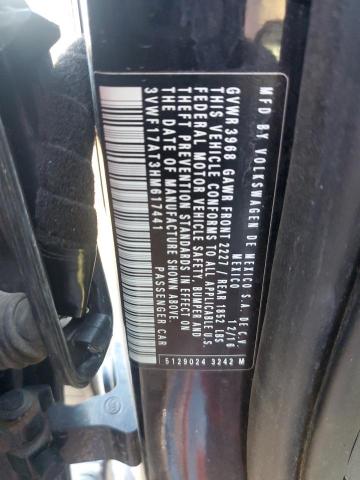 MFD BY VOLKSWAGEN DE MEXICO S.A. DE C.V.
MEXICO 12/16
GVWR 3968 GAWR FRONT 2227 / REAR 1852 LBS
THIS VEHICLE CONFORMS TO ALL APPLICABLE U.S.
FEDERAL MOTOR VEHICLE SAFETY BUMPER AND
THEFT PREVENTION STANDARDS IN EFFECT ON
THE DATE OF MANUFACTURE SHOWN ABOVE.
3VWF17AT3HM617441 PASSENGER CAR
5129024 3242 M